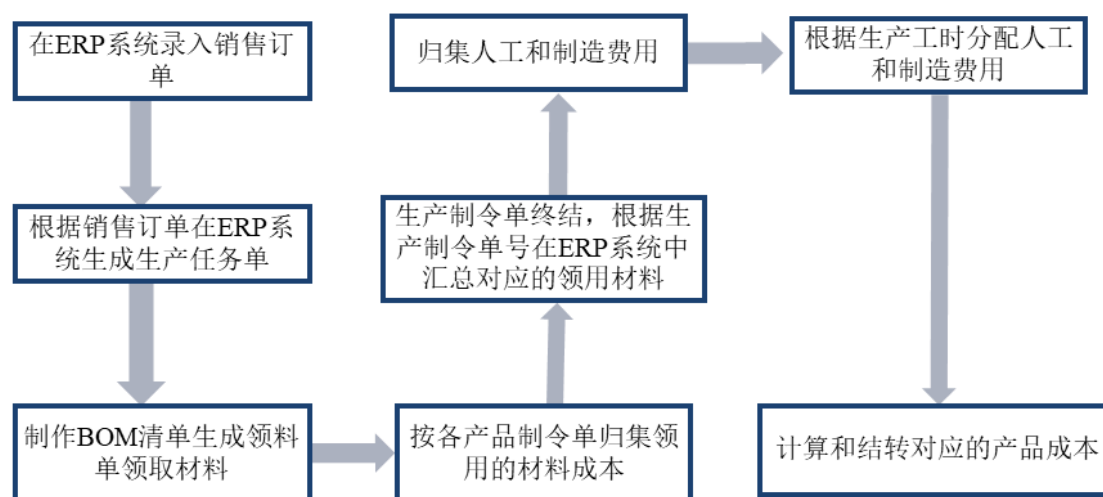 在ERP系统录入销售订
单
根据销售订单在ERP系
统生成生产任务单
制作BOM清单生成领料
单领取材料
按各产品制令单归集领
用的材料成本
生产制令单终结，根据生
产制令单号在ERP系统中
汇总对应的领用材料
归集人工和制造费用
根据生产工时分配人工
和制造费用
计算和结转对应的产品成本